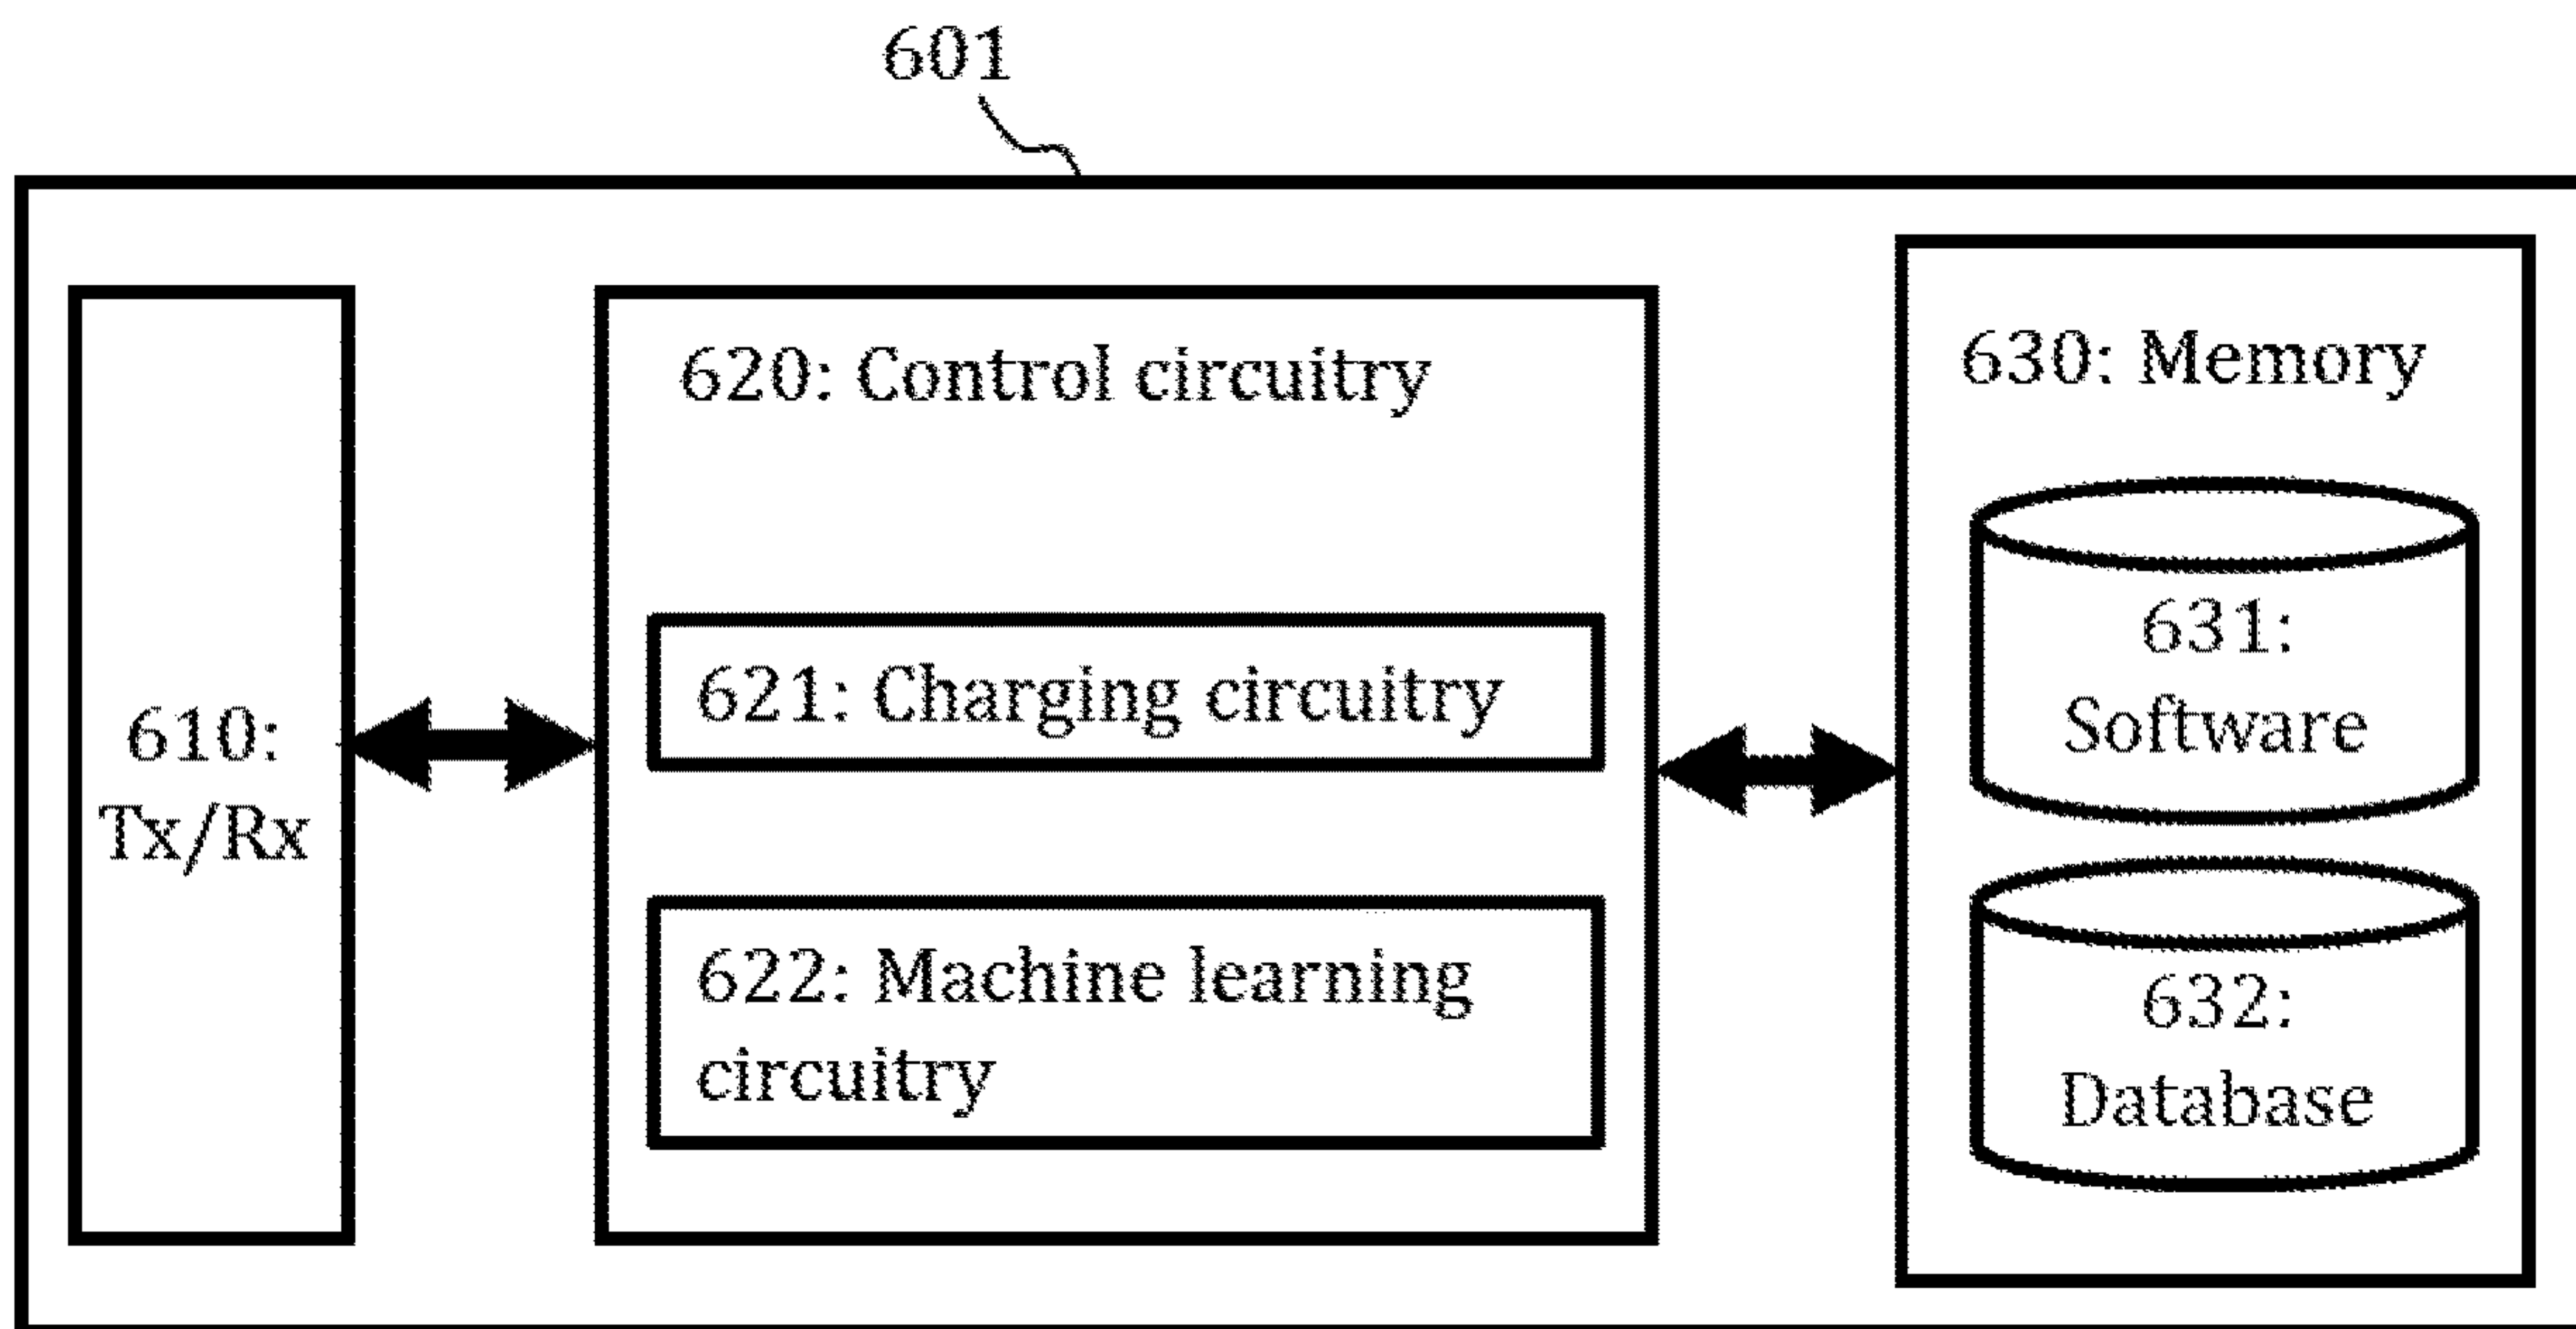 601
610:
Tx/Rx
620: Control circuitry
621: Charging circuitry
622: Machine learning
circuitry
630: Memory
631:
Software
632:
Database